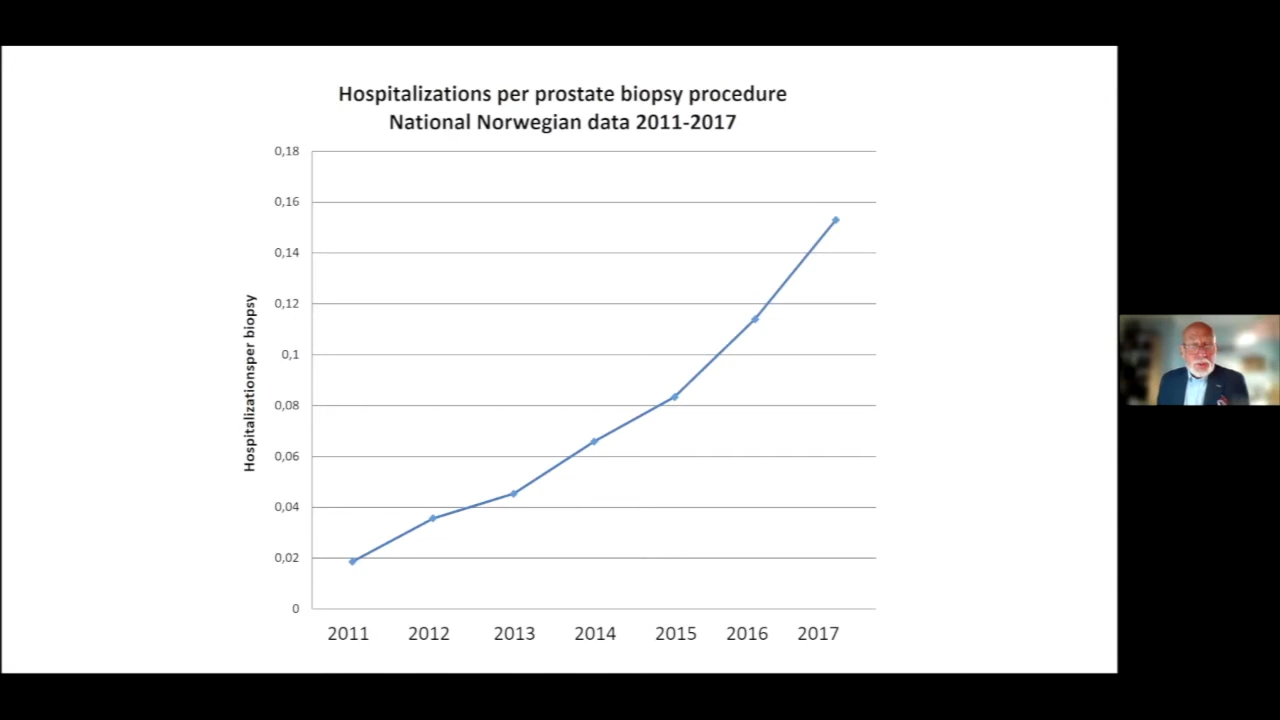 Hospitalizations per prostate biopsy procedure
National Norwegian data 2011-2017
0,18
0,16
0,14
0,12
0,1
0,08
0,06
0,04
0,02
0
Hospitalizationsper biopsy
2011 2012 2013 2014 2015 2016 2017